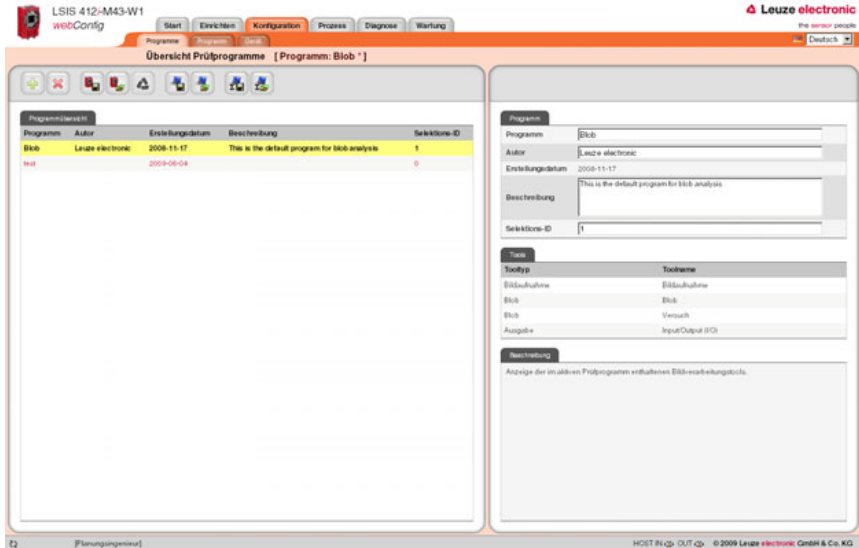 LSIS 412i-M43-W1
webConfig
Start Einrichten Konfiguration Prozess Diagnose Wartung
Leuze electronic
the sensor people
Programme Programm Gerät
Deutsch
Übersicht Prüfprogramme [ Programm: Blob * ]
Programmübersicht
Programm Autor Erstellungsdatum Beschreibung Selektions-ID
Blob Leuze electronic 2008-11-17 This is the default program for blob analysis 1
test 2009-06-04 0
Programm
Programm Blob
Autor Leuze electronic
Erstellungsdatum 2008-11-17
Beschreibung This is the default program for blob analysis
Selektions-ID 1
Tools
Tooltyp Toolname
Bildaufnahme Bildaufnahme
Blob Blob
Blob Versuch
Ausgabe Input/Output (I/O)
Beschreibung
Anzeige der im aktiven Prüfprogramm enthaltenen Bildverarbeitungstools.
[Planungsingenieur]
HOST IN OUT © 2009 Leuze electronic GmbH & Co. KG